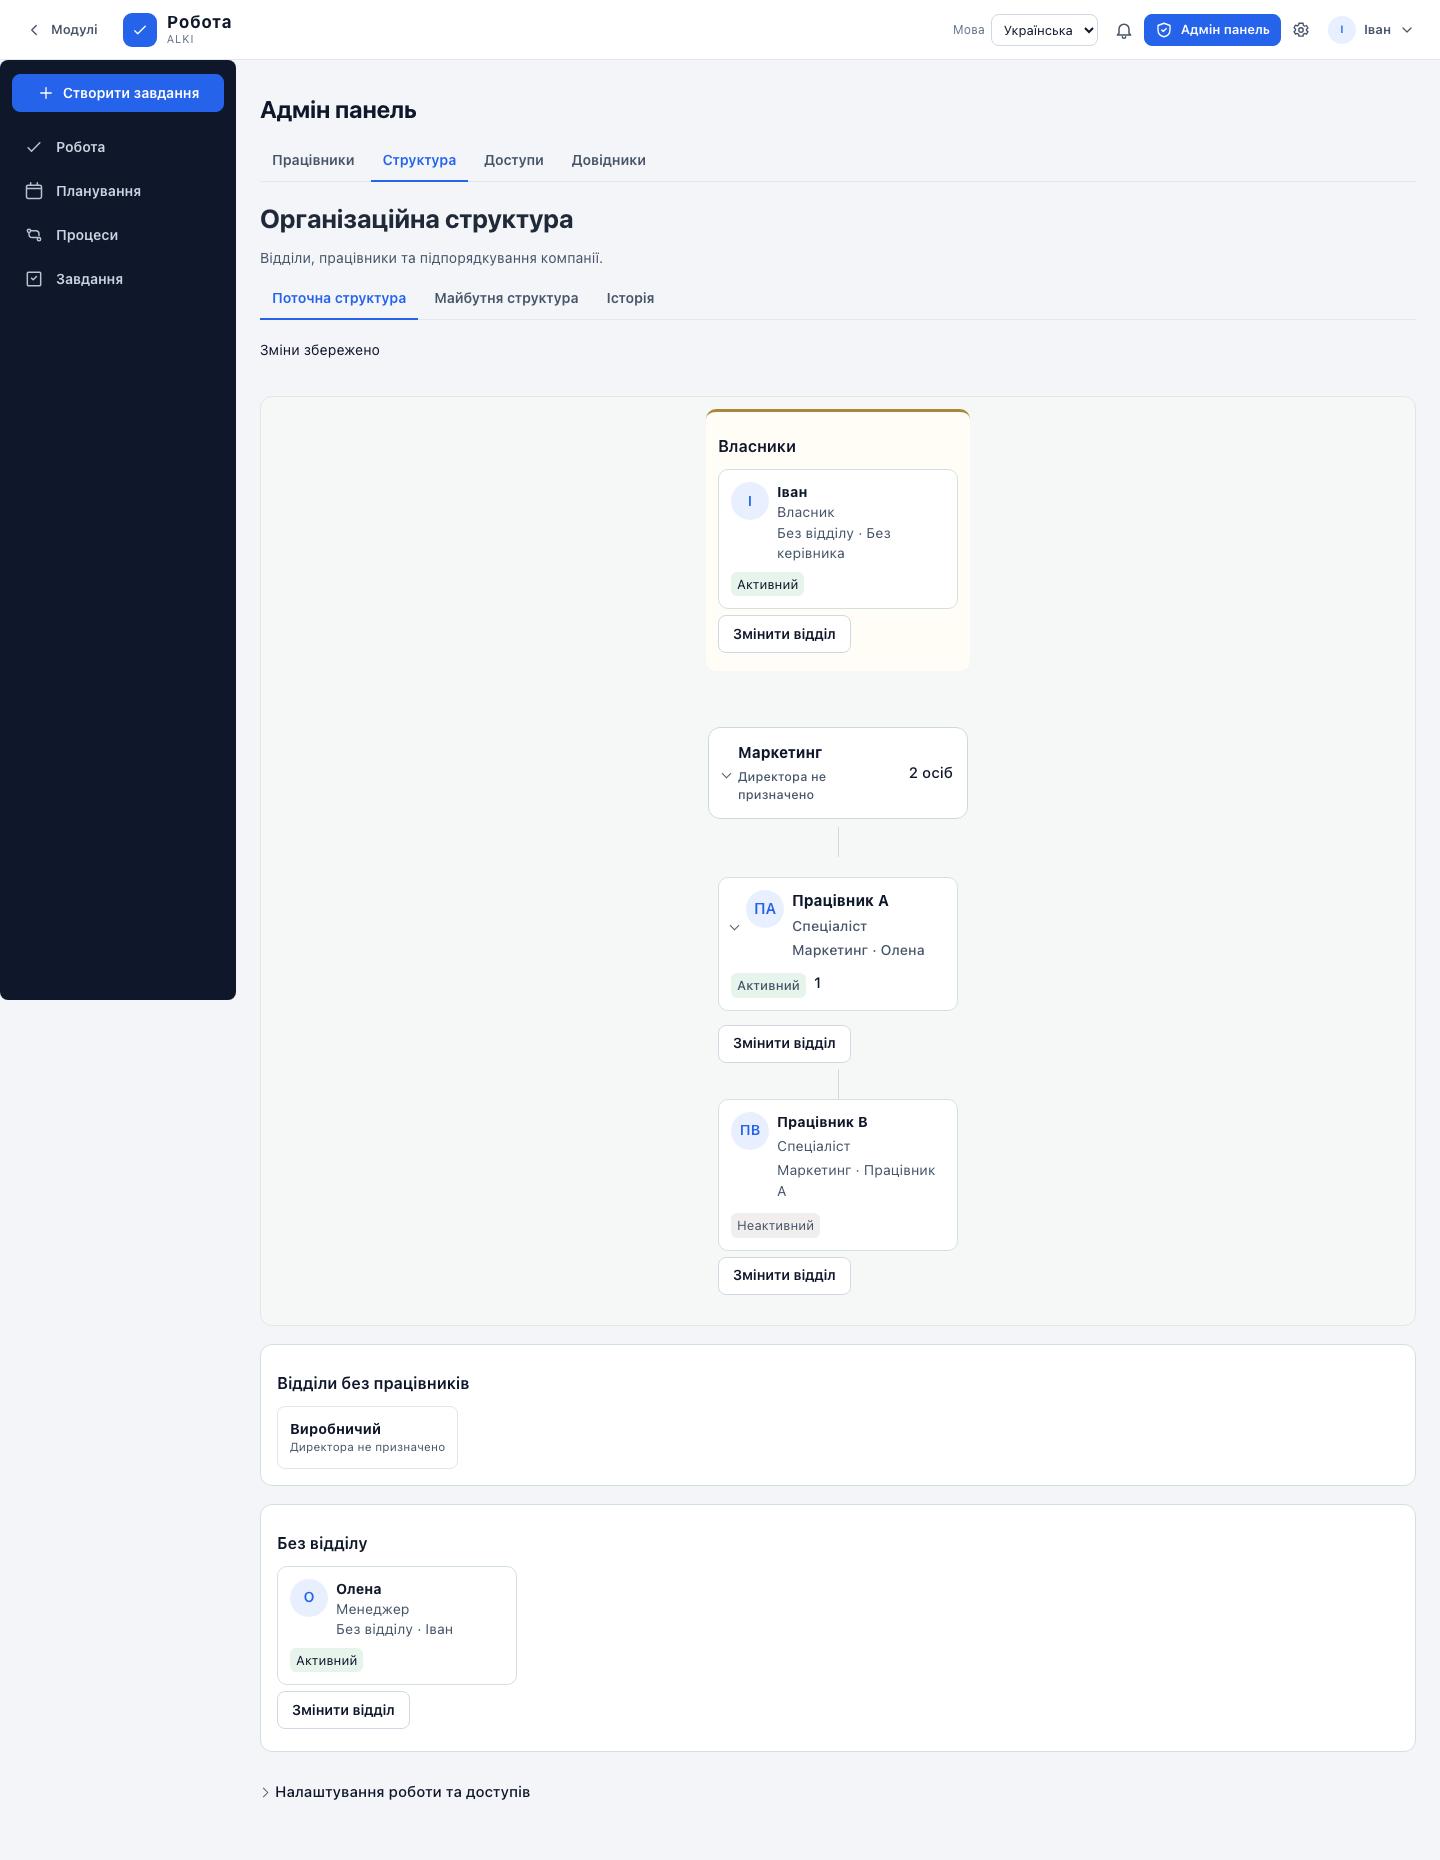 Модулі
Робота
ALKI
Мова
Українська
Адмін панель
І
Іван
Створити завдання
Робота
Планування
Процеси
Завдання
Адмін панель
Працівники
Структура
Доступи
Довідники
Організаційна структура
Відділи, працівники та підпорядкування компанії.
Поточна структура
Майбутня структура
Історія
Зміни збережено
Власники
І
Іван
Власник
Без відділу · Без
керівника
Активний
Змінити відділ
Маркетинг
Директора не
призначено
2 осіб
ПА
Працівник А
Спеціаліст
Маркетинг · Олена
Активний
1
Змінити відділ
ПВ
Працівник В
Спеціаліст
Маркетинг · Працівник
А
Неактивний
Змінити відділ
Відділи без працівників
Виробничий
Директора не призначено
Без відділу
О
Олена
Менеджер
Без відділу · Іван
Активний
Змінити відділ
Налаштування роботи та доступів